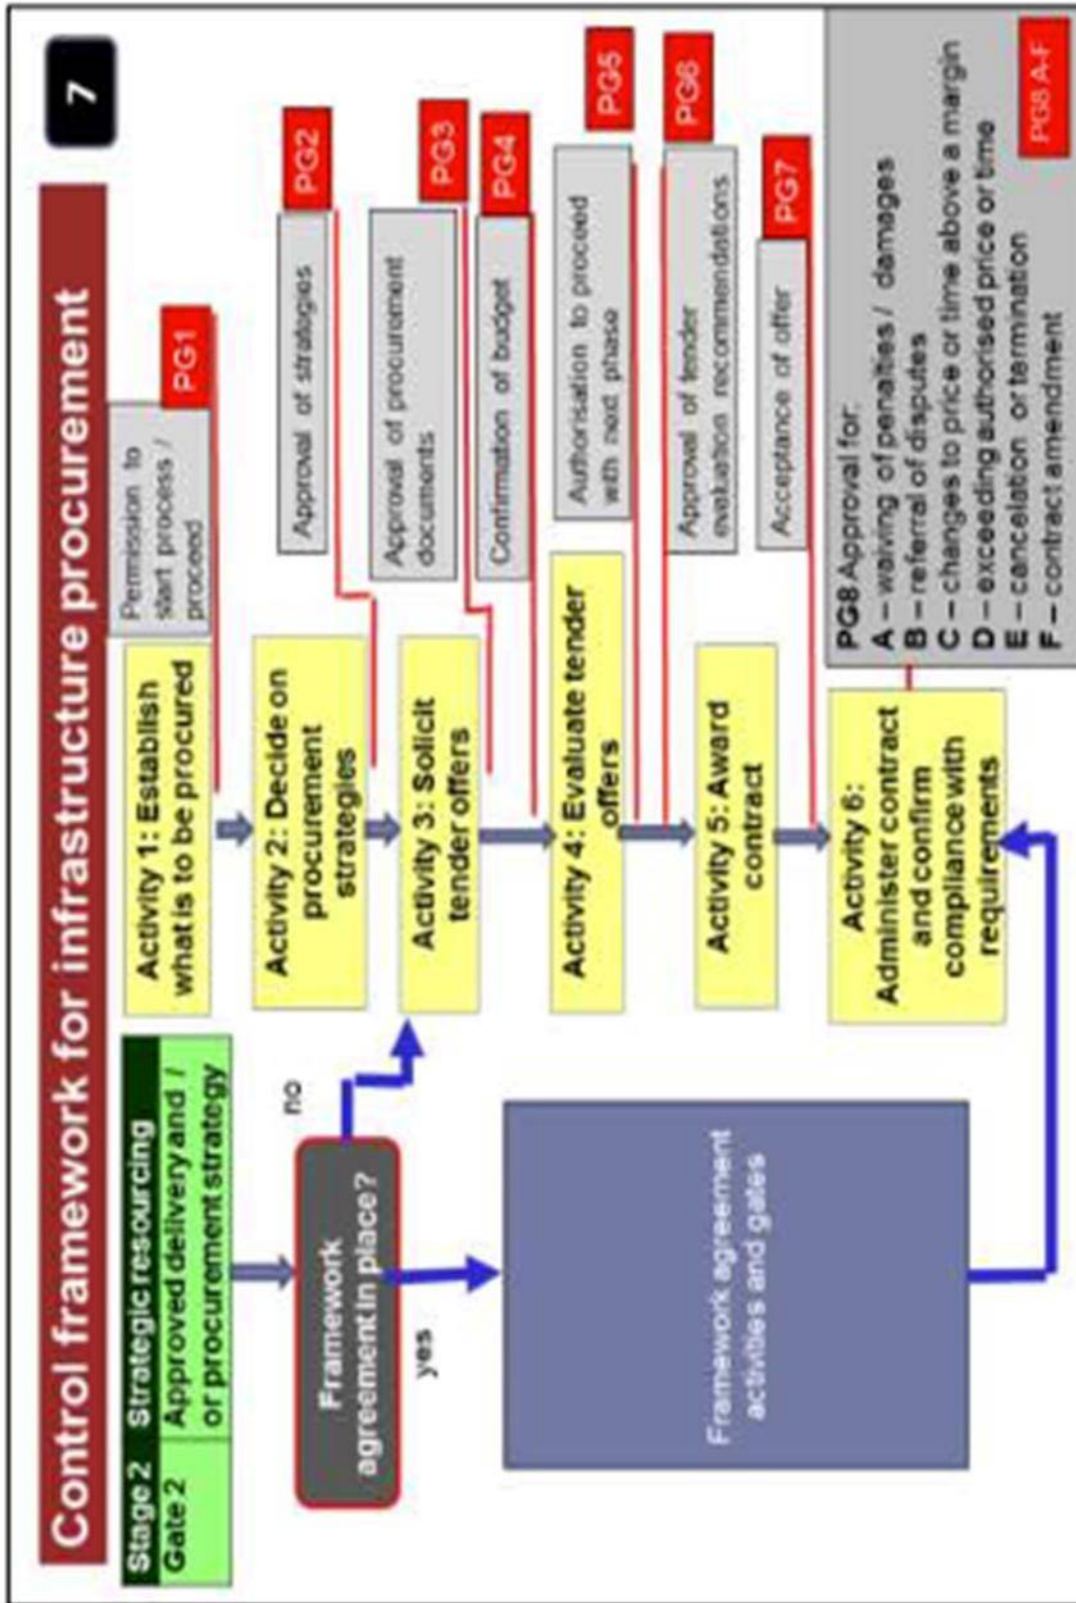 Control framework for infrastructure procurement
7
Stage 2 Strategic resourcing
Gate 2 Approved delivery and /
or procurement strategy
Framework
agreement in place?
no
yes
Framework agreement
activities and gates
Activity 1: Establish
what is to be procured
Permission to
start process /
proceed
PG1
Activity 2: Decide on
procurement
strategies
Approval of strategies
PG2
Activity 3: Solicit
tender offers
Approval of procurement
documents
PG3
Confirmation of budget
PG4
Activity 4: Evaluate tender
offers
Authorisation to proceed
with next phase
PG5
Approval of tender
evaluation recommendations
PG6
Activity 5: Award
contract
Acceptance of offer
PG7
Activity 6:
Administer contract
and confirm
compliance with
requirements
PG8 Approval for:
A – waiving of penalties / damages
B – referral of disputes
C – changes to price or time above a margin
D – exceeding authorised price or time
E – cancelation or termination
F – contract amendment
PG8 A-F